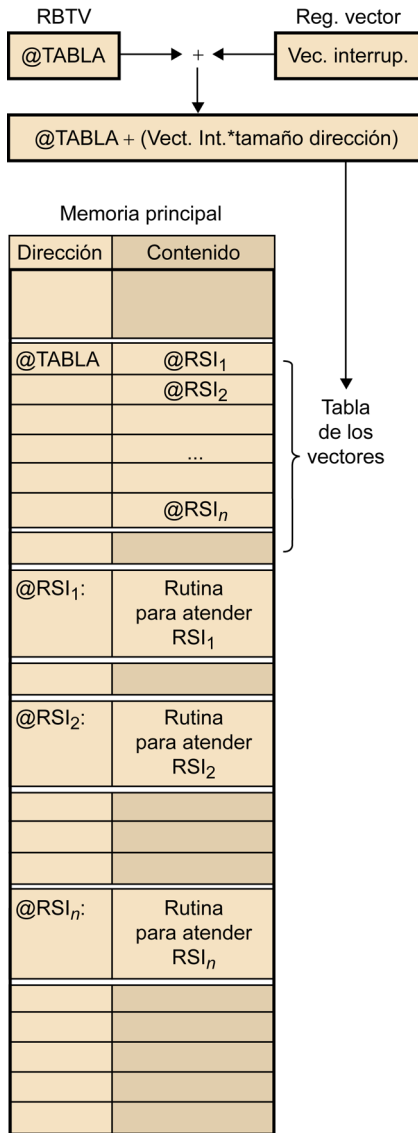 RBTV
Reg. vector
@TABLA
+
Vec. interrup.
@TABLA + (Vect. Int.*tamaño dirección)
Memoria principal
Dirección
Contenido
@TABLA
@RSI1
@RSI2
...
@RSIn
Tabla
de los
vectores
@RSI1:
Rutina
para atender
RSI1
@RSI2:
Rutina
para atender
RSI2
@RSIn:
Rutina
para atender
RSIn